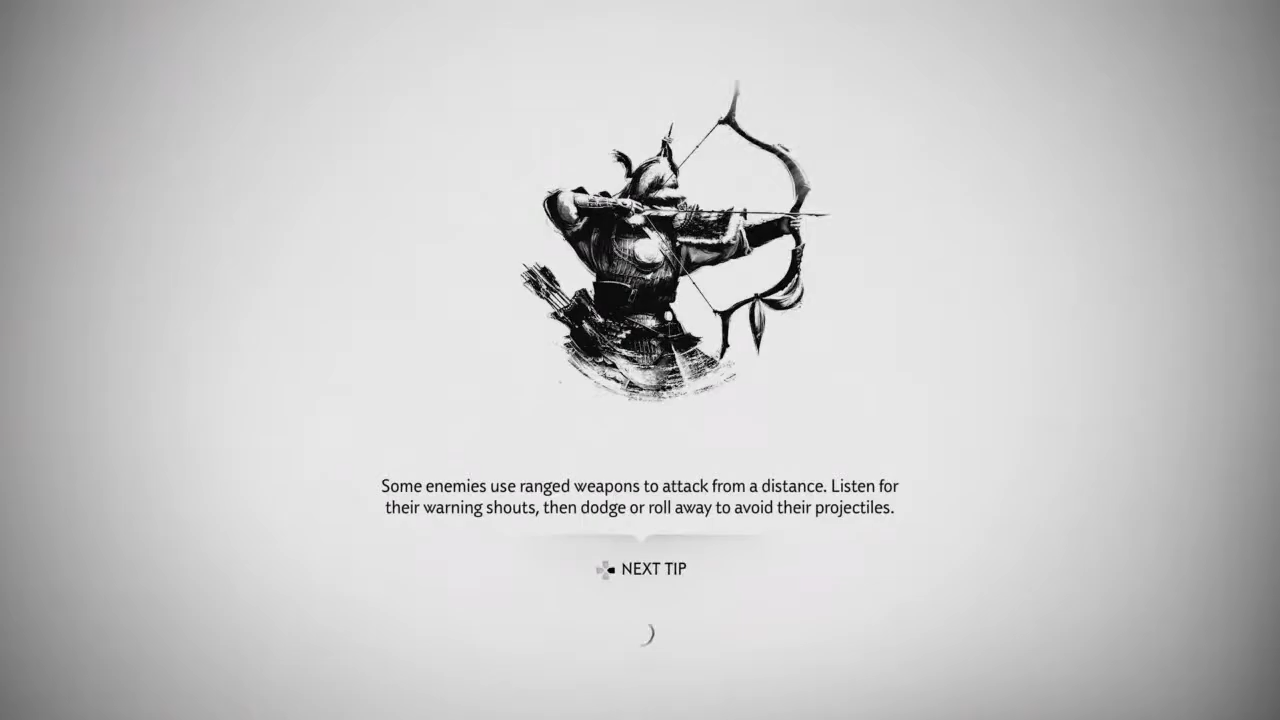 Some enemies use ranged weapons to attack from a distance. Listen for
their warning shouts, then dodge or roll away to avoid their projectiles.
NEXT TIP